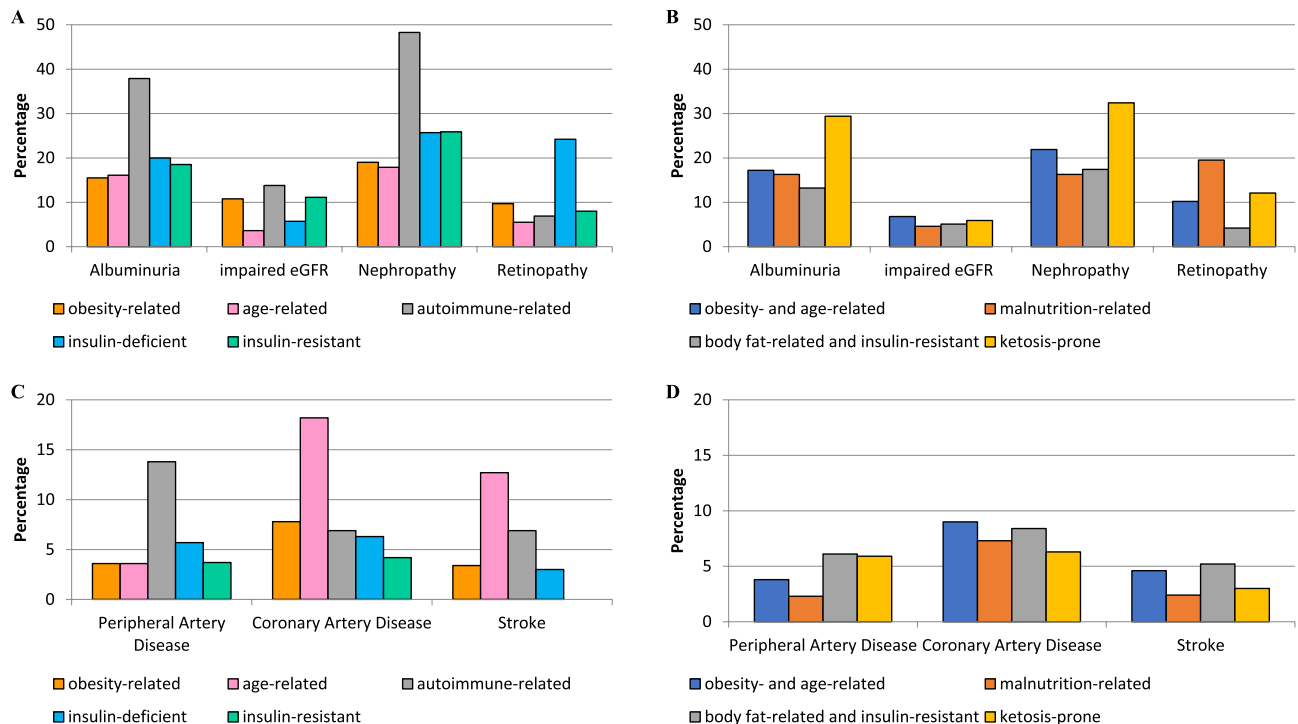 A
Percentage
50
40
30
20
10
0
Albuminuria impaired eGFR Nephropathy Retinopathy
obesity-related age-related autoimmune-related
insulin-deficient insulin-resistant
B
Percentage
50
40
30
20
10
0
Albuminuria impaired eGFR Nephropathy Retinopathy
obesity- and age-related malnutrition-related
body fat-related and insulin-resistant ketosis-prone
C
Percentage
20
15
10
5
0
Peripheral Artery Coronary Artery Disease Stroke
Disease
obesity-related age-related autoimmune-related
insulin-deficient insulin-resistant
D
Percentage
20
15
10
5
0
Peripheral Artery Disease Coronary Artery Disease Stroke
obesity- and age-related malnutrition-related
body fat-related and insulin-resistant ketosis-prone